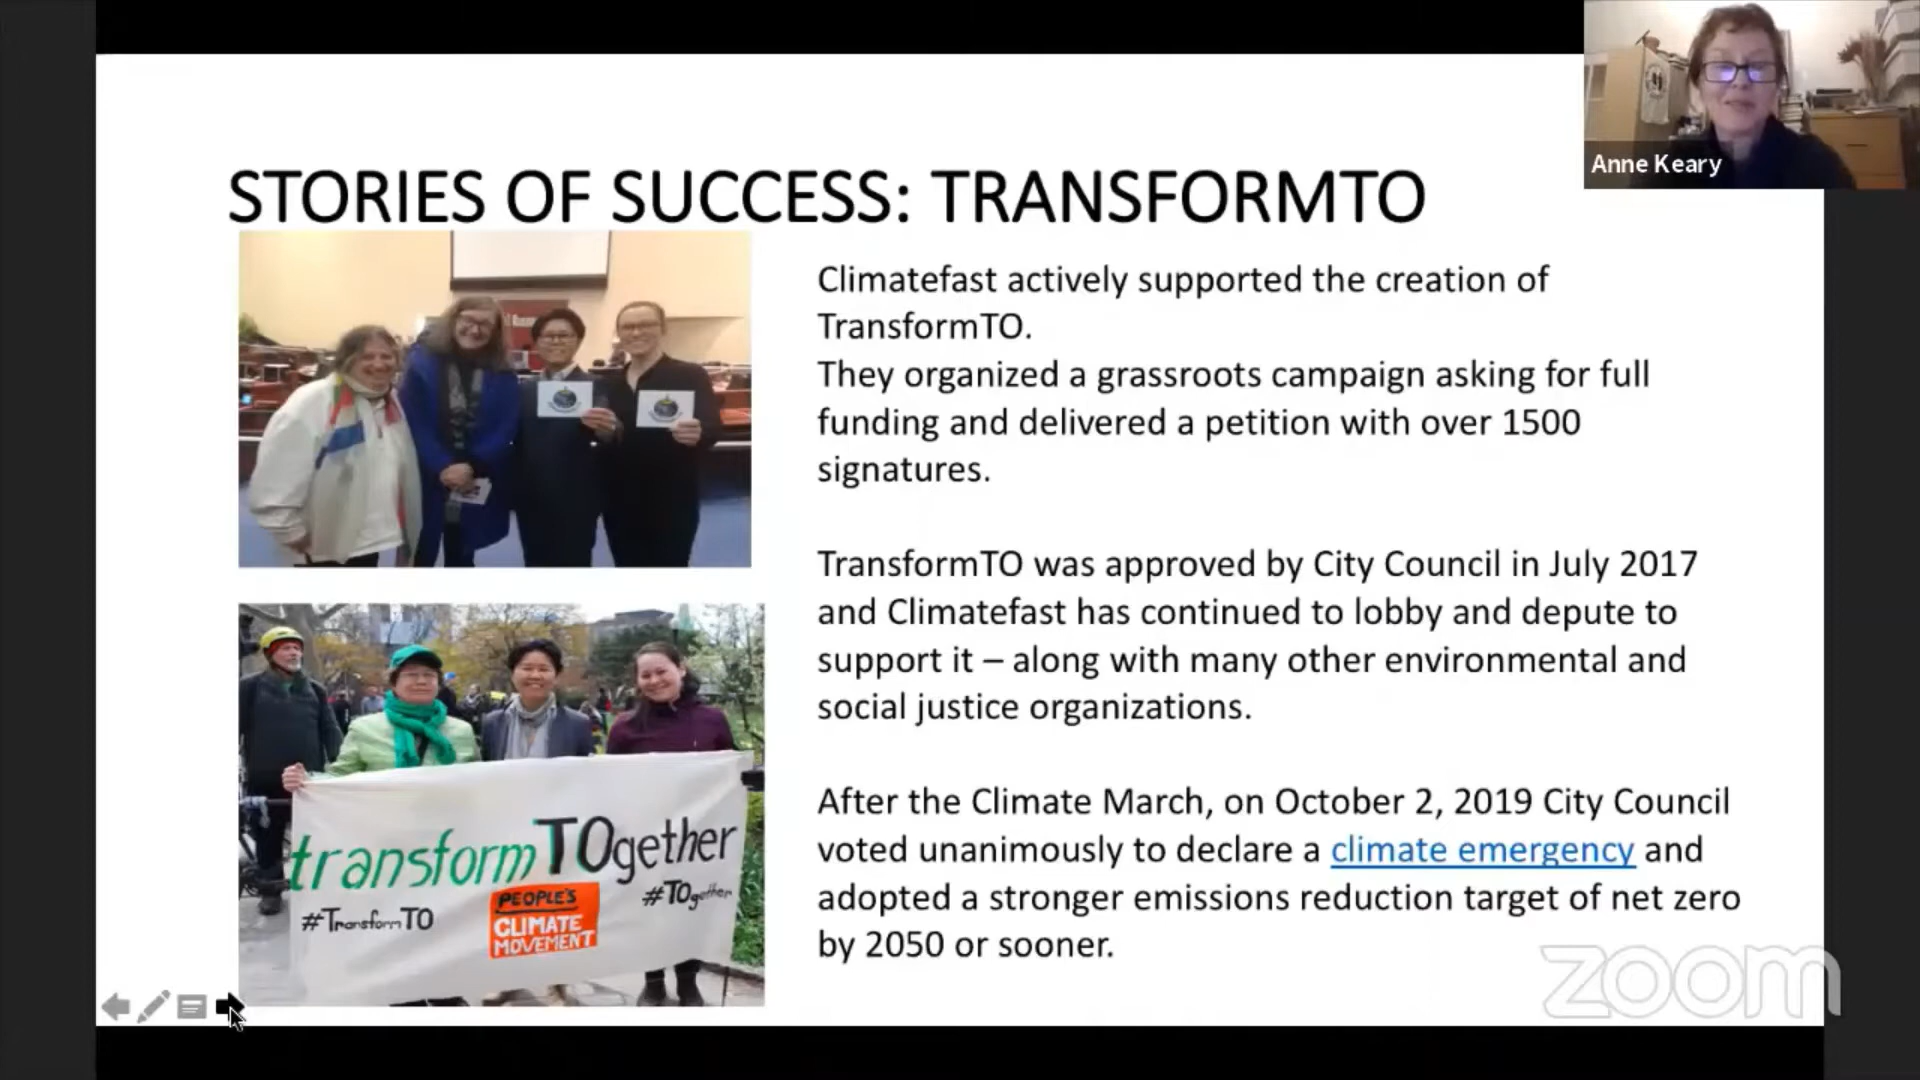 Anne Keary
STORIES OF SUCCESS: TRANSFORMTO
Climatefast actively supported the creation of
TransformTO.
They organized a grassroots campaign asking for full
funding and delivered a petition with over 1500
signatures.
TransformTO was approved by City Council in July 2017
and Climatefast has continued to lobby and depute to
support it – along with many other environmental and
social justice organizations.
After the Climate March, on October 2, 2019 City Council
voted unanimously to declare a climate emergency and
adopted a stronger emissions reduction target of net zero
by 2050 or sooner.
transformTOgether
#TransformTO
PEOPLE'S
CLIMATE
MOVEMENT
#TOgether
zoom